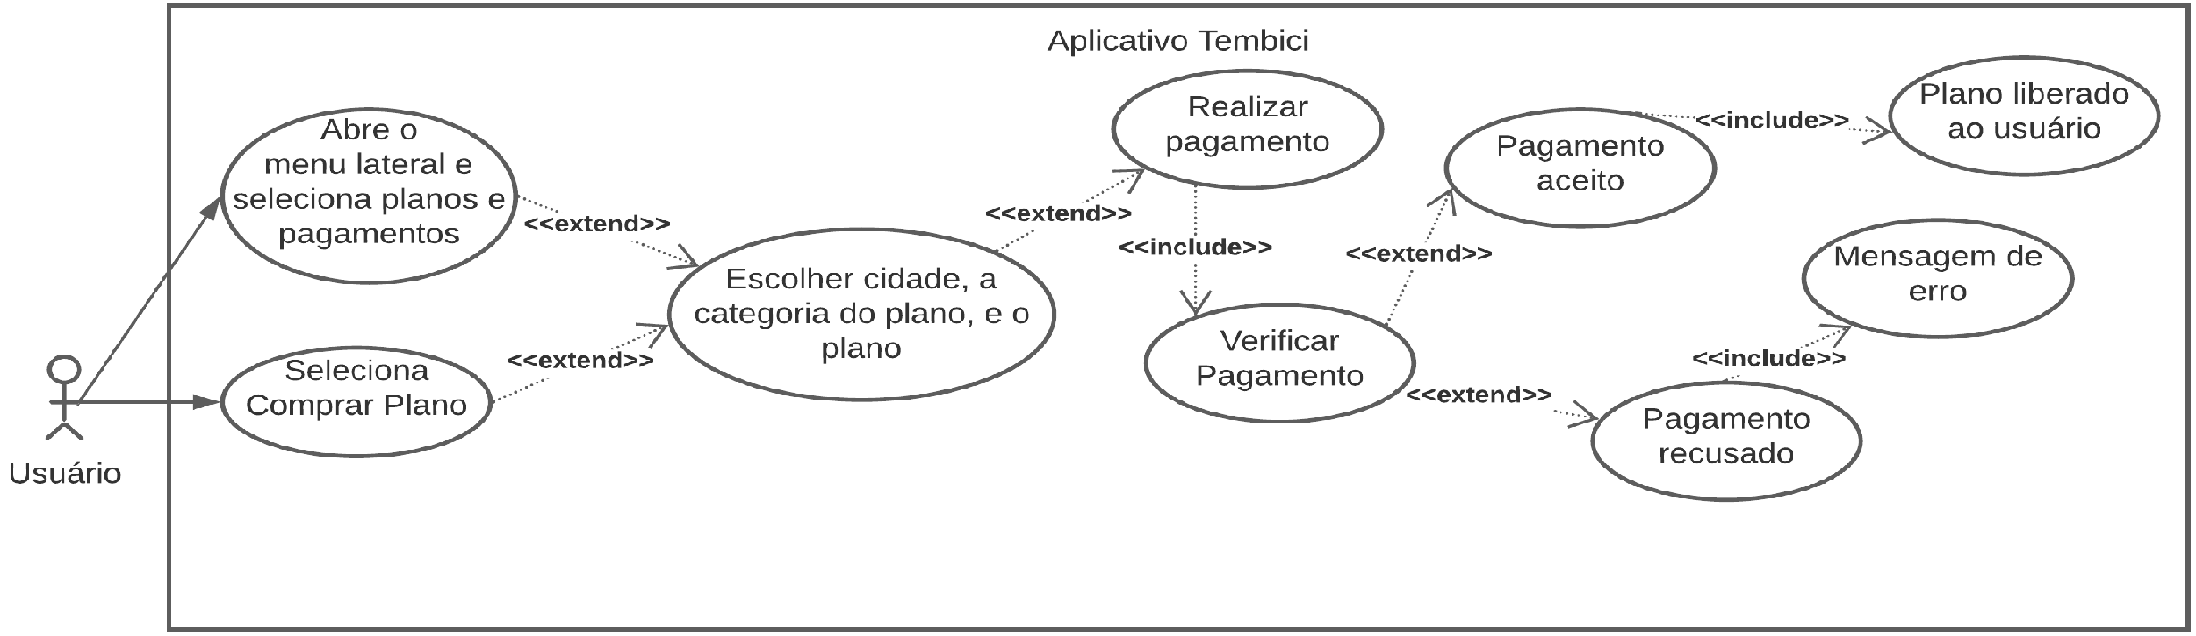 Aplicativo Tembici
Abre o
menu lateral e
seleciona planos e
pagamentos
<<extend>>
Seleciona
Comprar Plano
<<extend>>
Usuário
Escolher cidade, a
categoria do plano, e o
plano
<<extend>>
Realizar
pagamento
<<include>>
Verificar
Pagamento
<<extend>>
Pagamento
aceito
<<include>>
Plano liberado
ao usuário
<<extend>>
Pagamento
recusado
<<include>>
Mensagem de
erro